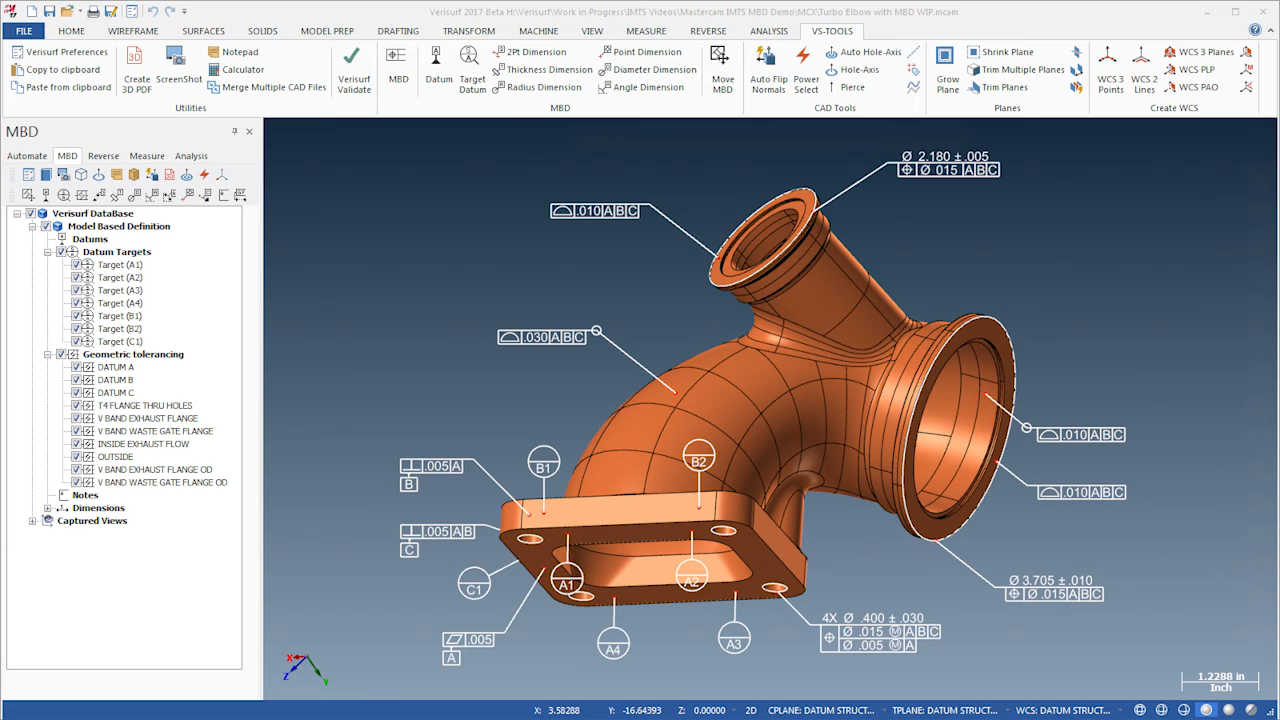 Verisurf 2017 Beta H:\Verisurf\Work in Progress\IMTS Videos\Mastercam IMTS MBD Demo\MCX\Turbo Elbow with MBD WIP.mcam
FILE HOME WIREFRAME SURFACES SOLIDS MODEL PREP DRAFTING TRANSFORM MACHINE VIEW MEASURE REVERSE ANALYSIS VS-TOOLS
Verisurf Preferences
Copy to clipboard
Paste from clipboard
Create
3D PDF
ScreenShot
Notepad
Calculator
Merge Multiple CAD Files
Utilities
Verisurf
Validate
MBD
Datum
Target
Datum
2Pt Dimension
Thickness Dimension
Radius Dimension
Point Dimension
Diameter Dimension
Angle Dimension
Move
MBD
MBD
Auto Flip
Normals
Power
Select
Auto Hole-Axis
Hole-Axis
Pierce
CAD Tools
Grow
Plane
Shrink Plane
Trim Multiple Planes
Trim Planes
Planes
WCS 3
Points
WCS 2
Lines
WCS 3 Planes
WCS PLP
WCS PAO
Create WCS
MBD
Automate MBD Reverse Measure Analysis
Verisurf DataBase
Model Based Definition
Datums
Datum Targets
Target (A1)
Target (A2)
Target (A3)
Target (A4)
Target (B1)
Target (B2)
Target (C1)
Geometric tolerancing
DATUM A
DATUM B
DATUM C
T4 FLANGE THRU HOLES
V BAND EXHAUST FLANGE
V BAND WASTE GATE FLANGE
INSIDE EXHAUST FLOW
OUTSIDE
V BAND EXHAUST FLANGE OD
V BAND WASTE GATE FLANGE OD
Notes
Dimensions
Captured Views
Ø 2.180 ±.005
⌖ Ø .015 A B C
⌓ .010 A B C
⌓ .030 A B C
⌓ .010 A B C
⌓ .010 A B C
B1
B2
⊥ .005 A
B
⊥ .005 A B
C
C1
A1
A2
Ø 3.705 ±.010
⌖ Ø .015 A B C
4X Ø .400 ±.030
⌖ Ø .015 Ⓜ A B C
Ø .005 Ⓜ A
⏥ .005
A
A4
A3
X
Z
Y
1.2288 in
Inch
X: 3.58288 Y: -16.64393 Z: 0.00000 2D CPLANE: DATUM STRUCT... TPLANE: DATUM STRUCT... WCS: DATUM STRUCT...